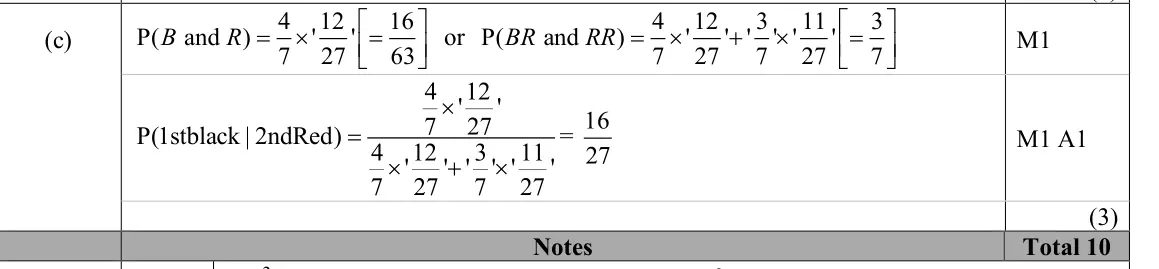 (c) P(B and R) = 4/7 × '12/27' [= 16/63] or P(BR and RR) = 4/7 × '12/27' + '3/7' × '11/27' [= 3/7] M1
P(1stblack | 2ndRed) = (4/7 × '12/27') / (4/7 × '12/27' + '3/7' × '11/27') = 16/27 M1 A1
(3)
Notes Total 10